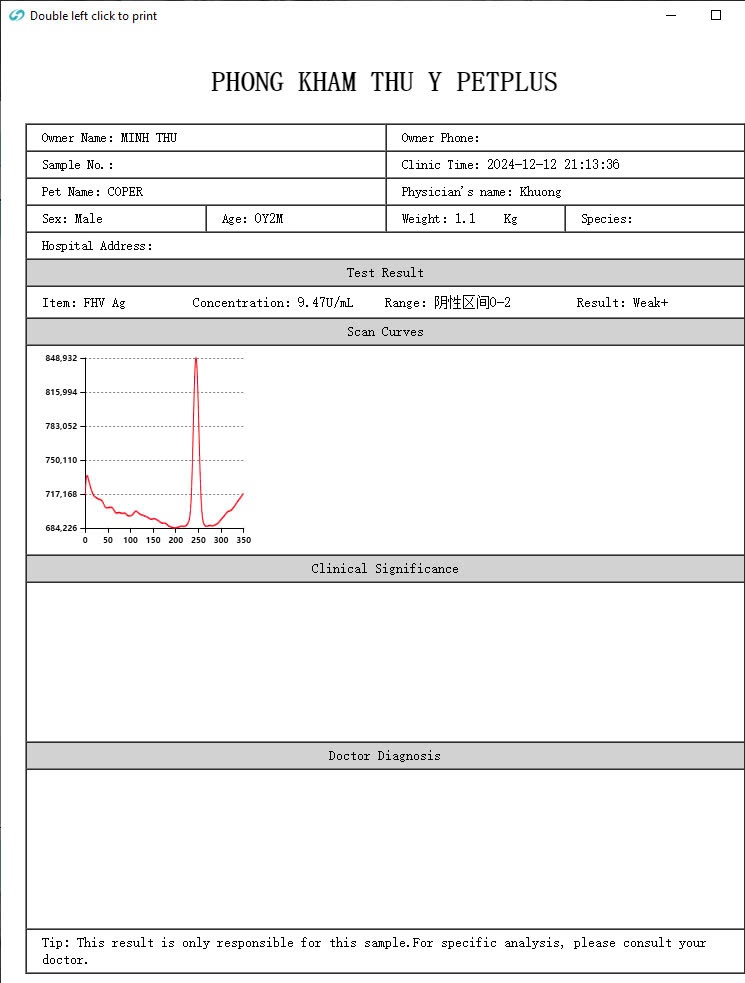 Double left click to print
PHONG KHAM THU Y PETPLUS
Owner Name: MINH THU
Owner Phone:
Sample No.:
Clinic Time: 2024-12-12 21:13:36
Pet Name: COPER
Physician's name: Khuong
Sex: Male
Age: 0Y2M
Weight: 1.1 Kg
Species:
Hospital Address:
Test Result
Item: FHV Ag
Concentration: 9.47U/mL
Range: 阴性区间0-2
Result: Weak+
Scan Curves
848,932
815,994
783,052
750,110
717,168
684,226
0 50 100 150 200 250 300 350
Clinical Significance
Doctor Diagnosis
Tip: This result is only responsible for this sample.For specific analysis, please consult your
doctor.